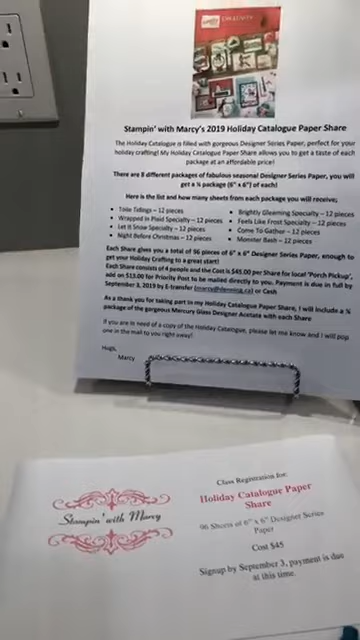 CREATIVITY
Stampin' with Marcy's 2019 Holiday Catalogue Paper Share
The Holiday Catalogue is filled with gorgeous Designer Series Paper, perfect for your
holiday crafting! My Holiday Catalogue Paper Share allows you to get a taste of each
package at an affordable price!
There are 8 different packages of fabulous seasonal Designer Series Paper, you will
get a ¼ package (6" x 6") of each!
Here is the list and how many sheets from each package you will receive;
• Toile Tidings – 12 pieces
• Wrapped in Plaid Specialty – 12 pieces
• Let it Snow Specialty – 12 pieces
• Night Before Christmas – 12 pieces
• Brightly Gleaming Specialty – 12 pieces
• Feels Like Frost Specialty – 12 pieces
• Come To Gather – 12 pieces
• Monster Bash – 12 pieces
Each Share gives you a total of 96 pieces of 6" x 6" Designer Series Paper, enough to
get your Holiday Crafting to a great start!
Each Share consists of 4 people and the Cost is $45.00 per Share for local 'Porch Pickup',
add on $13.00 for Priority Post to be mailed directly to you. Payment is due in full by
September 3, 2019 by E-transfer or Cash
As a thank you for taking part in my Holiday Catalogue Paper Share, I will include a ¼
package of the gorgeous Mercury Glass Designer Acetate with each Share
If you are in need of a copy of the Holiday Catalogue, please let me know and I will pop
one in the mail to you right away!
Hugs,
Marcy
Stampin' with Marcy
Class Registration for:
Holiday Catalogue Paper
Share
96 Sheets of 6" x 6" Designer Series
Paper
Cost $45
Signup by September 3, payment is due
at this time.